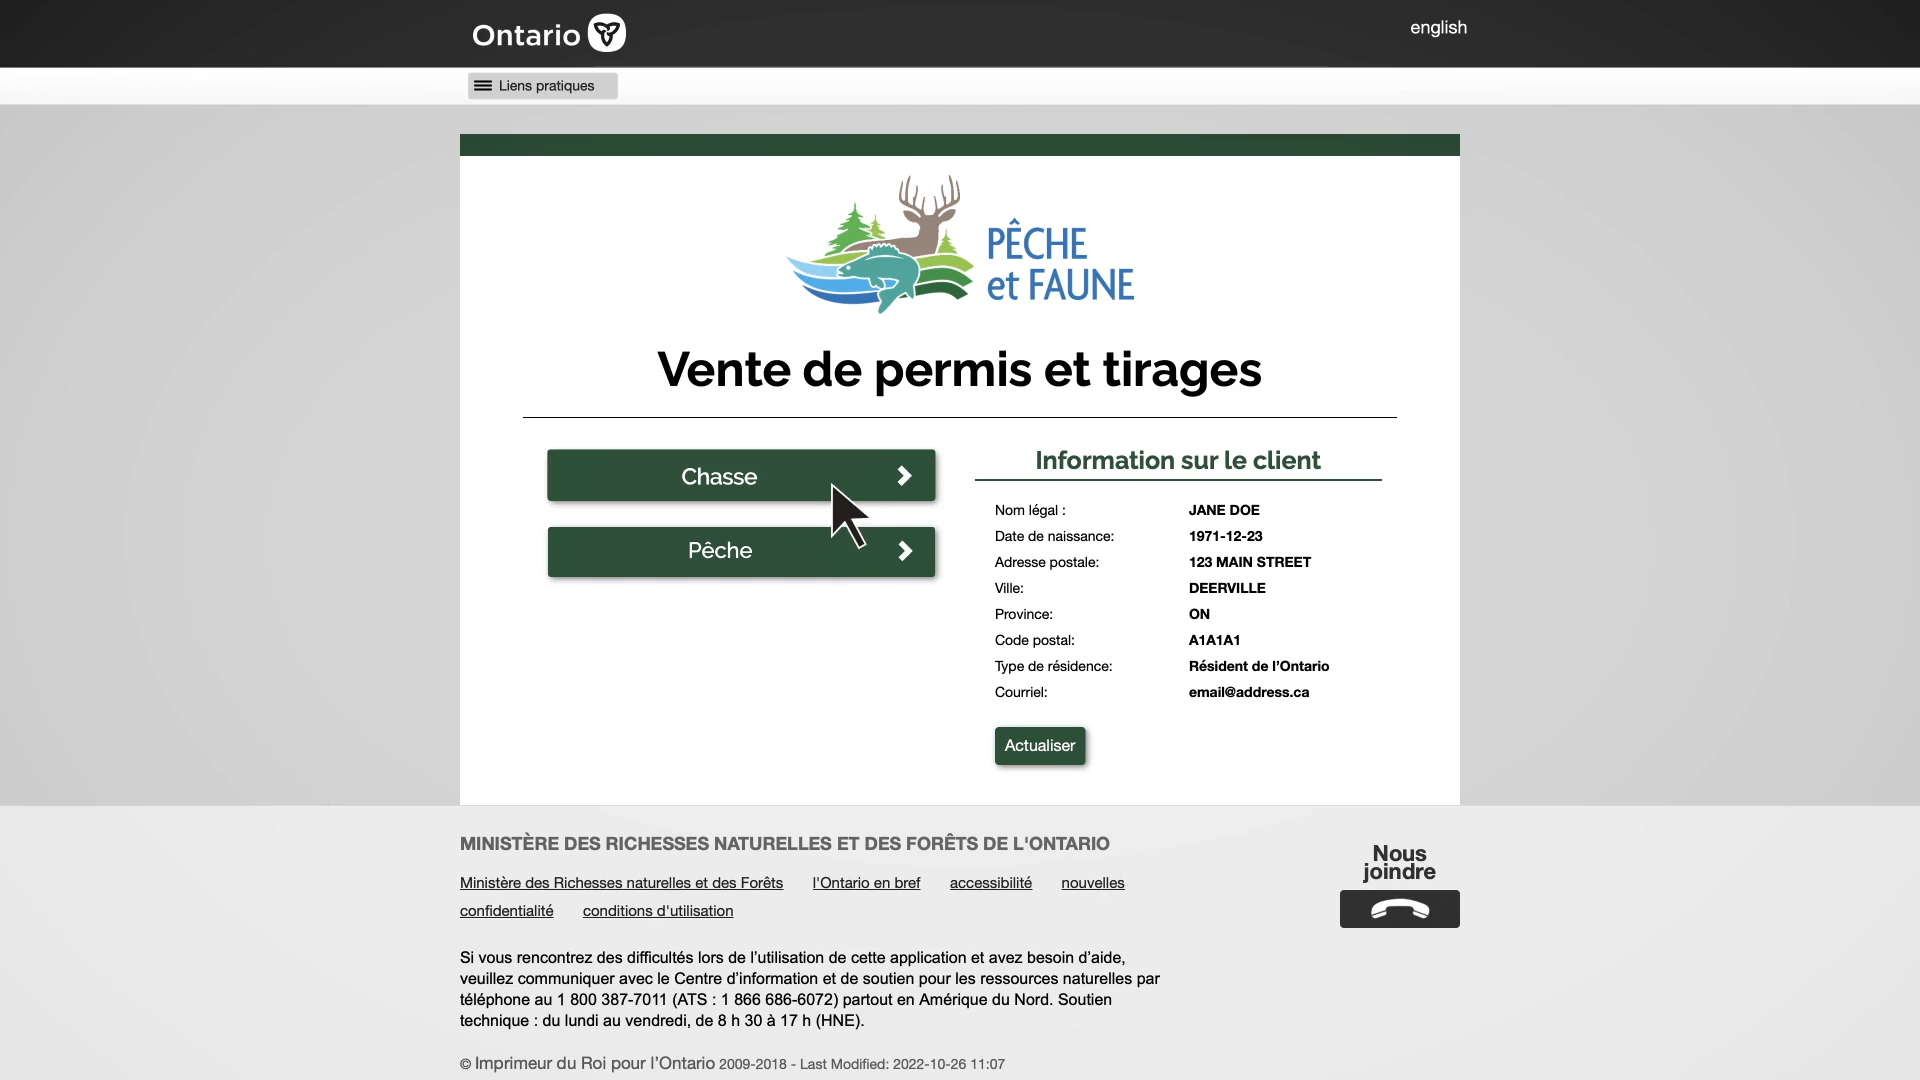 Ontario
english
Liens pratiques
PÊCHE
et FAUNE
Vente de permis et tirages
Chasse
Pêche
Information sur le client
Nom légal : JANE DOE
Date de naissance: 1971-12-23
Adresse postale: 123 MAIN STREET
Ville: DEERVILLE
Province: ON
Code postal: A1A1A1
Type de résidence: Résident de l’Ontario
Courriel: email@address.ca
Actualiser
MINISTÈRE DES RICHESSES NATURELLES ET DES FORÊTS DE L'ONTARIO
Ministère des Richesses naturelles et des Forêts l'Ontario en bref accessibilité nouvelles
confidentialité conditions d'utilisation
Nous
joindre
Si vous rencontrez des difficultés lors de l’utilisation de cette application et avez besoin d’aide,
veuillez communiquer avec le Centre d’information et de soutien pour les ressources naturelles par
téléphone au 1 800 387-7011 (ATS : 1 866 686-6072) partout en Amérique du Nord. Soutien
technique : du lundi au vendredi, de 8 h 30 à 17 h (HNE).
© Imprimeur du Roi pour l’Ontario 2009-2018 - Last Modified: 2022-10-26 11:07